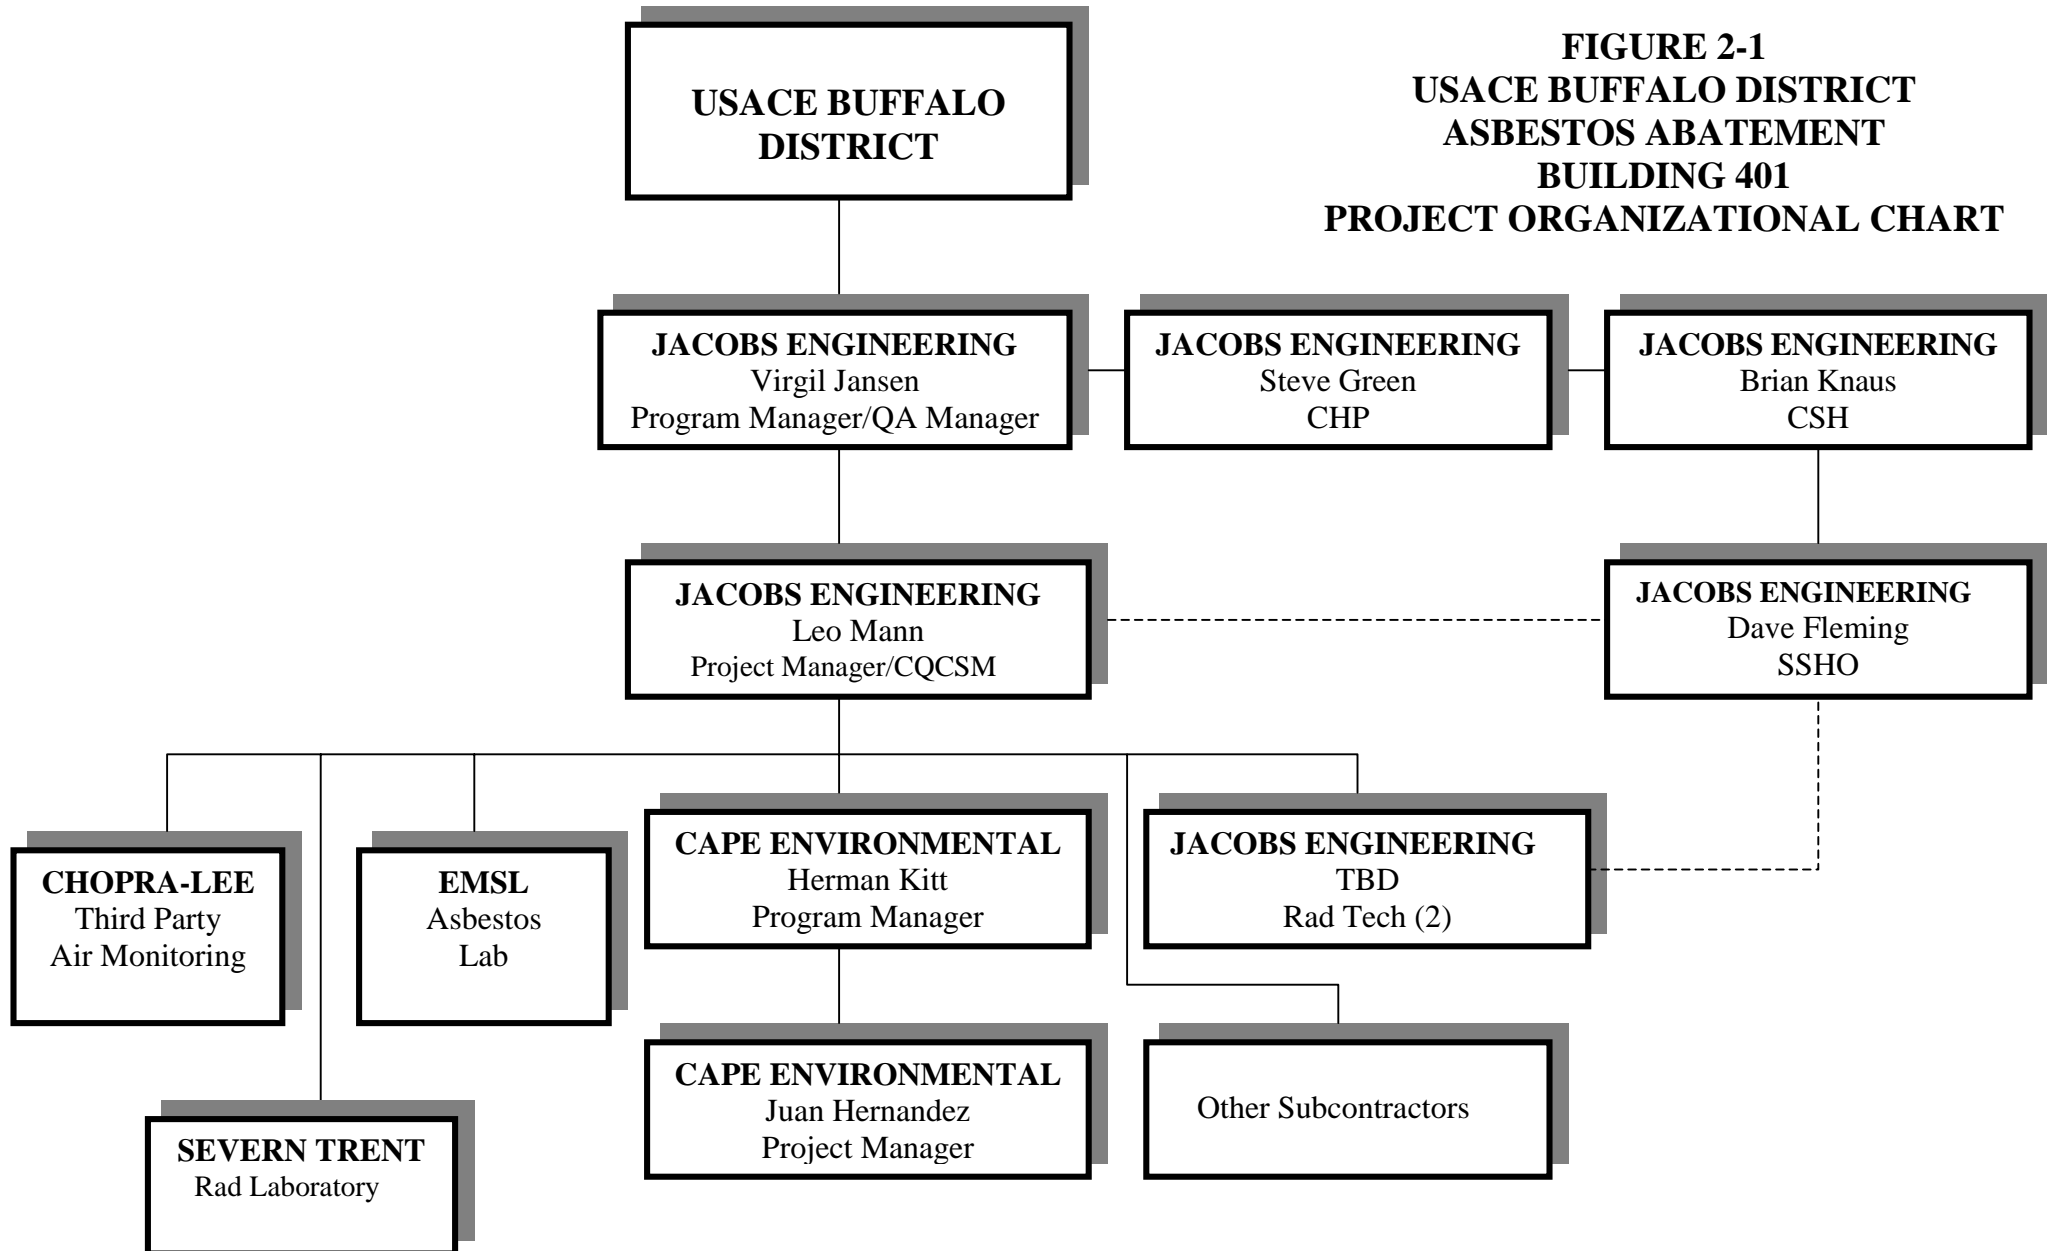 USACE BUFFALO
DISTRICT
FIGURE 2-1
USACE BUFFALO DISTRICT
ASBESTOS ABATEMENT
BUILDING 401
PROJECT ORGANIZATIONAL CHART
JACOBS ENGINEERING
Virgil Jansen
Program Manager/QA Manager
JACOBS ENGINEERING
Steve Green
CHP
JACOBS ENGINEERING
Brian Knaus
CSH
JACOBS ENGINEERING
Leo Mann
Project Manager/CQCSM
JACOBS ENGINEERING
Dave Fleming
SSHO
CHOPRA-LEE
Third Party
Air Monitoring
EMSL
Asbestos
Lab
CAPE ENVIRONMENTAL
Herman Kitt
Program Manager
JACOBS ENGINEERING
TBD
Rad Tech (2)
SEVERN TRENT
Rad Laboratory
CAPE ENVIRONMENTAL
Juan Hernandez
Project Manager
Other Subcontractors